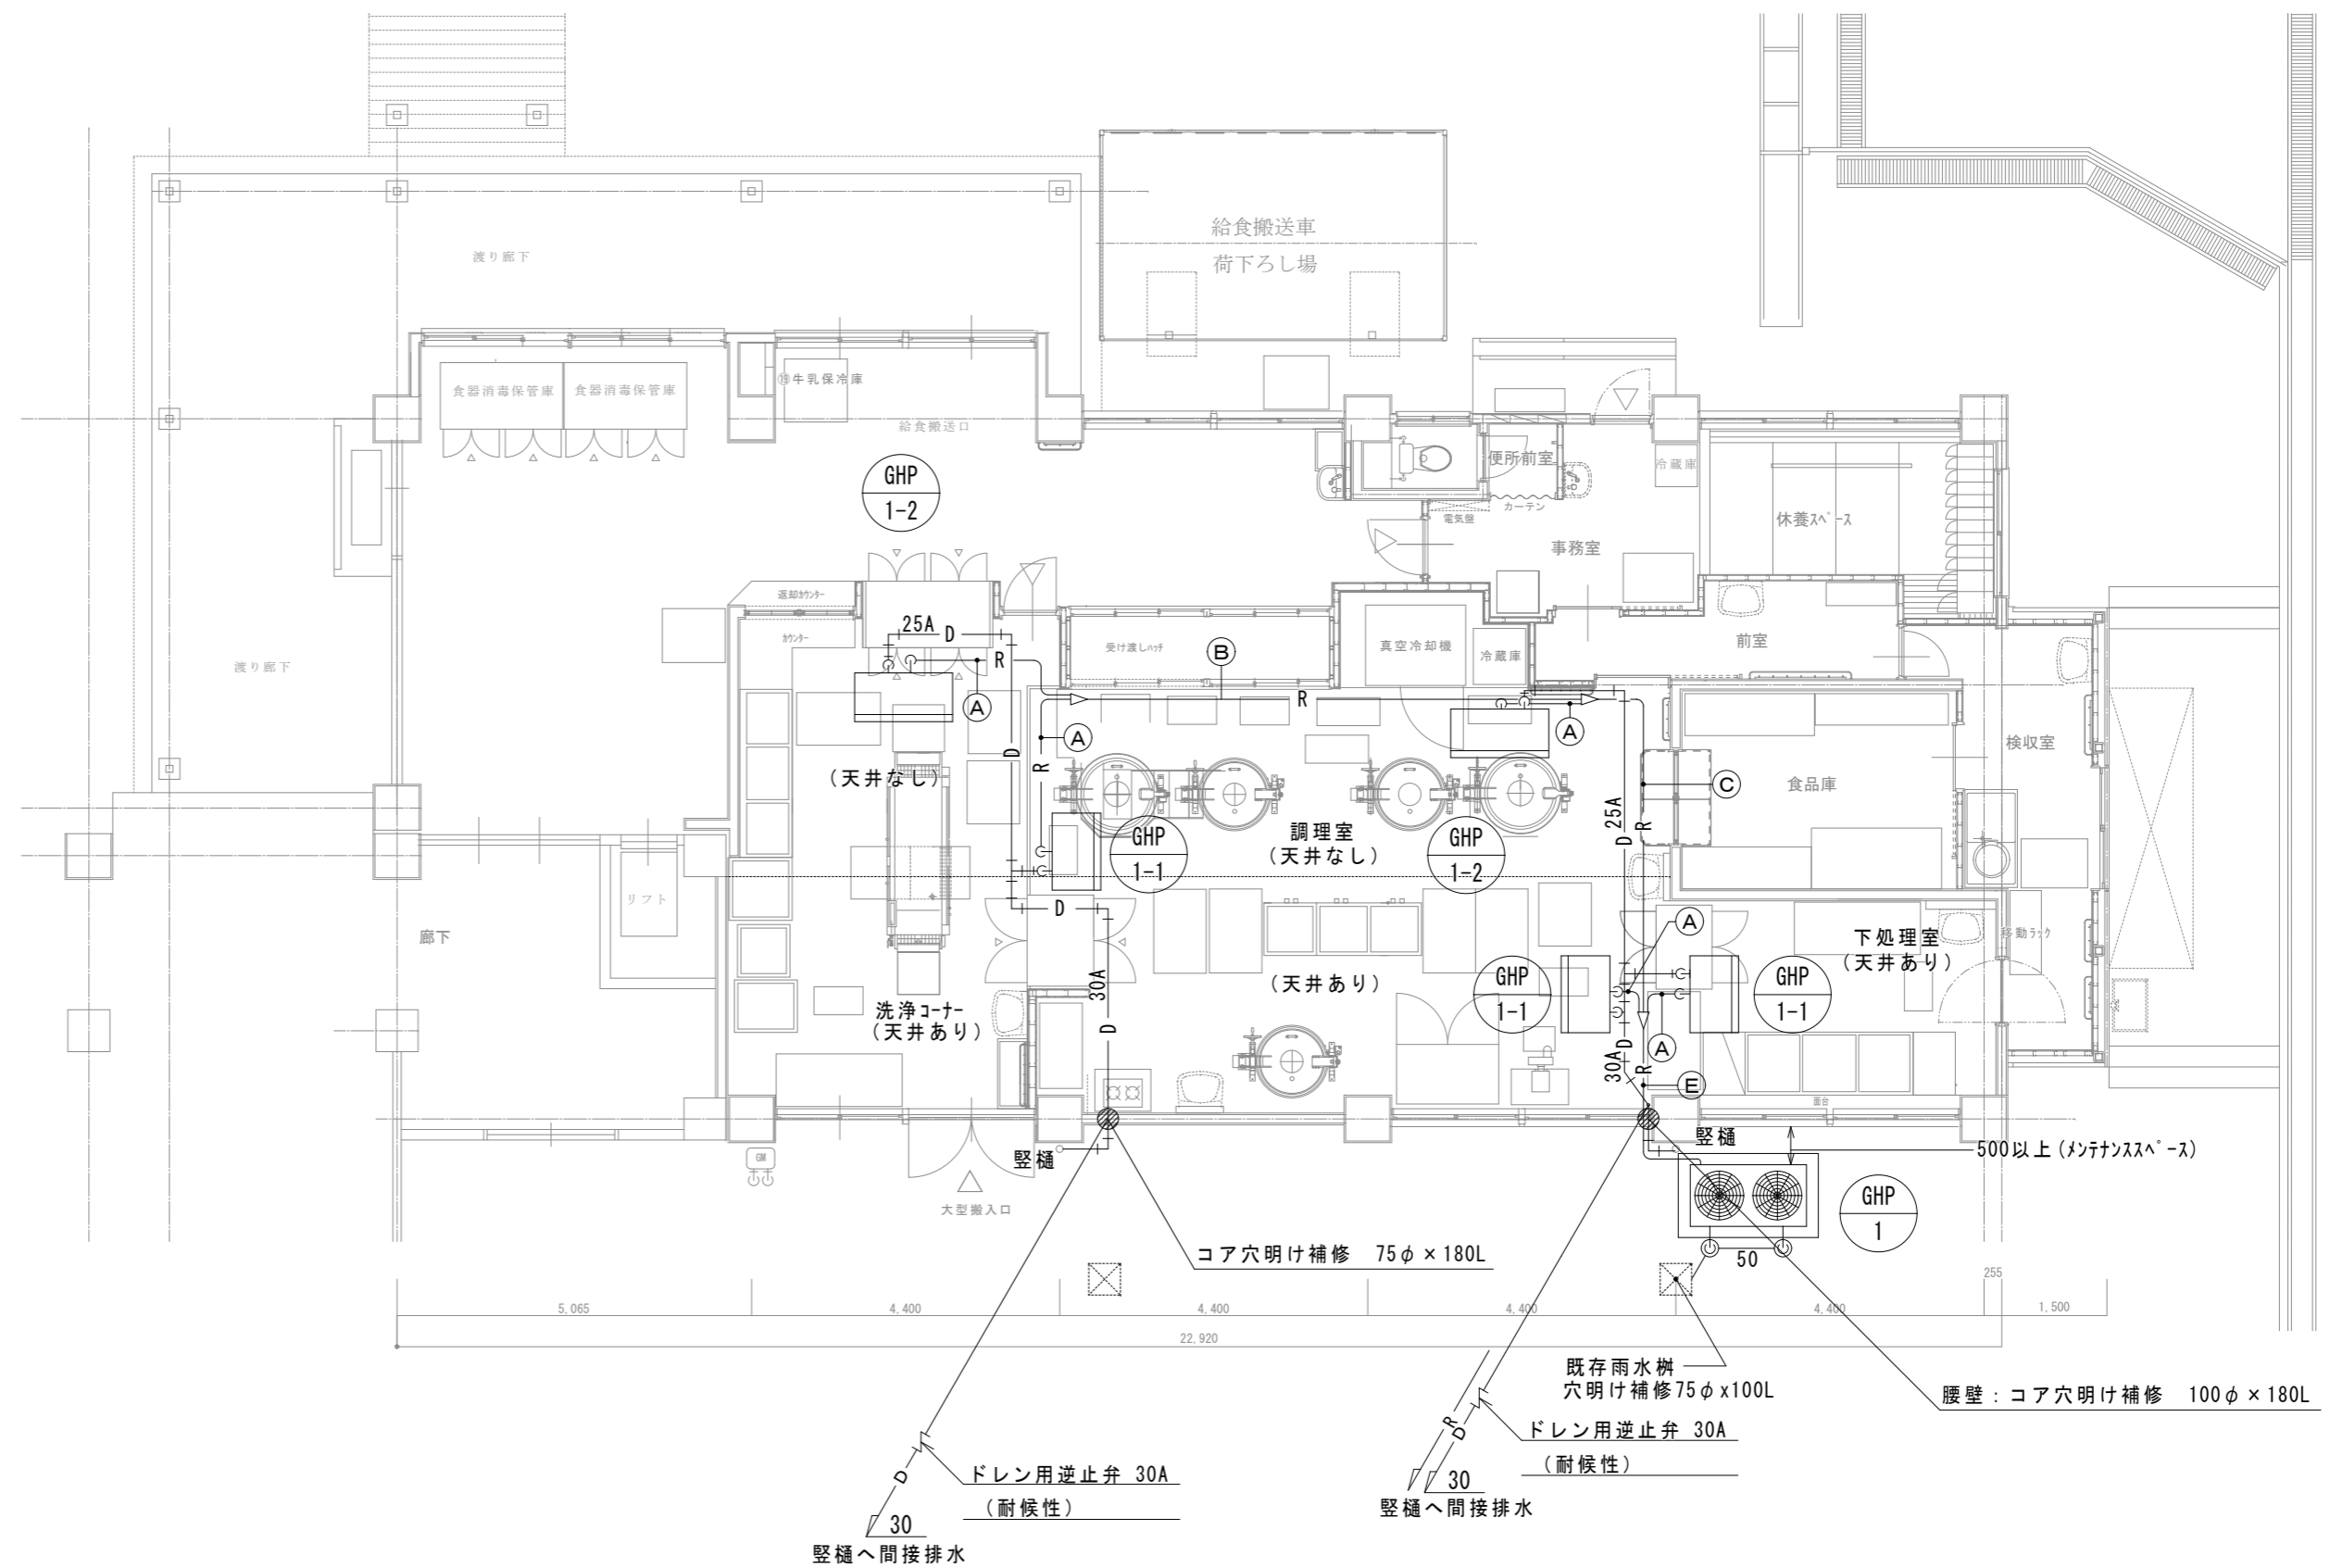 給食搬送車
荷下ろし場
渡り廊下
食器消毒保管庫
食器消毒保管庫
⑲牛乳保冷庫
給食搬送口
GHP
1-2
便所前室
冷蔵庫
電気盤
カーテン
休養スペース
事務室
返却カウンター
カウンター
25A
D
R
A
受け渡しハッチ
B
真空冷却機
冷蔵庫
前室
渡り廊下
R
A
A
D
R
検収室
(天井なし)
C
食品庫
25A
D
R
調理室
(天井なし)
GHP
1-1
GHP
1-2
リフト
廊下
D
A
下処理室
(天井あり)
移動ラック
30A
D
(天井あり)
GHP
1-1
GHP
1-1
洗浄コーナー
(天井あり)
D
A
30A
R
E
面台
竪樋
竪樋
500以上(メンテナンススペース)
GM
大型搬入口
GHP
1
コア穴明け補修 75φ×180L
50
255
5,065
4,400
4,400
4,400
4,400
1,500
22,920
既存雨水桝
穴明け補修75φx100L
腰壁:コア穴明け補修 100φ×180L
R
D
ドレン用逆止弁 30A
(耐候性)
30
竪樋へ間接排水
D
ドレン用逆止弁 30A
(耐候性)
30
竪樋へ間接排水